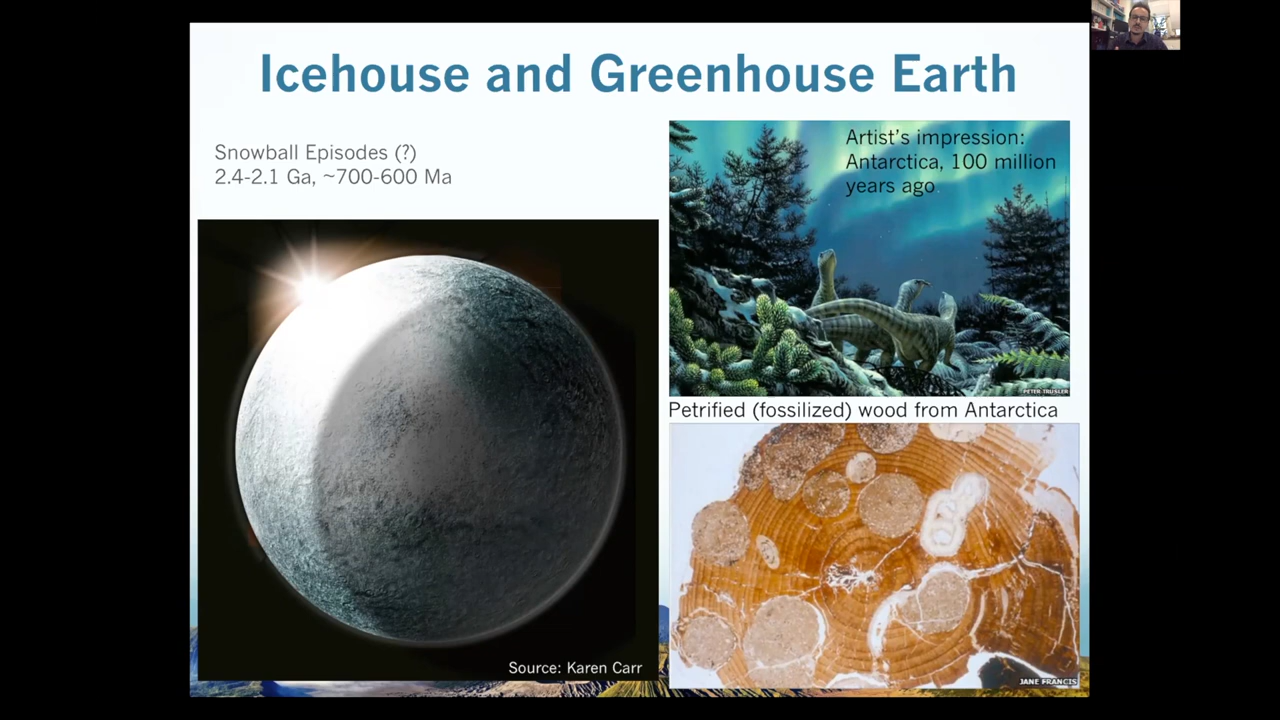 Icehouse and Greenhouse Earth
Snowball Episodes (?)
2.4-2.1 Ga, ~700-600 Ma
Source: Karen Carr
Artist's impression:
Antarctica, 100 million
years ago
PETER TRUSLER
Petrified (fossilized) wood from Antarctica
JANE FRANCIS